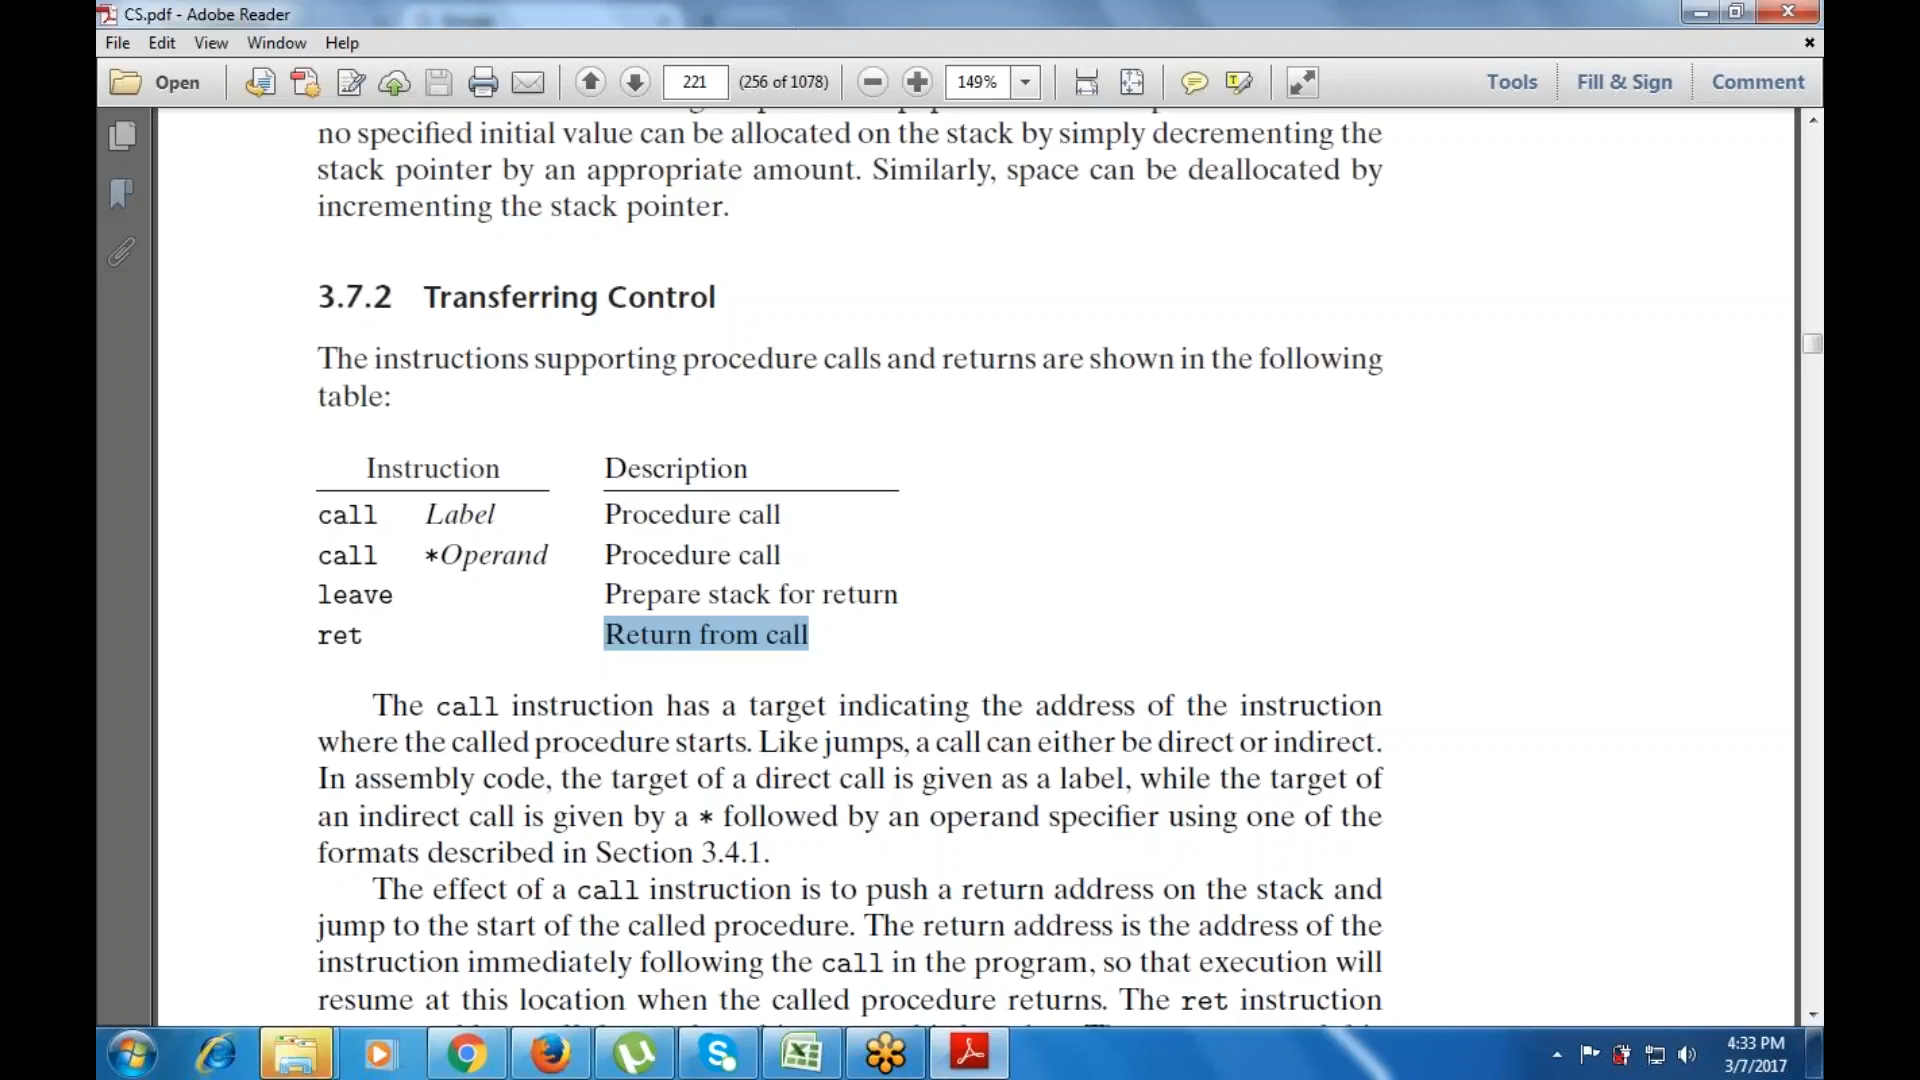 CS.pdf - Adobe Reader
File Edit View Window Help
Open 221 (256 of 1078) 149% Tools Fill & Sign Comment
no specified initial value can be allocated on the stack by simply decrementing the
stack pointer by an appropriate amount. Similarly, space can be deallocated by
incrementing the stack pointer.
3.7.2 Transferring Control
The instructions supporting procedure calls and returns are shown in the following
table:
Instruction Description
call Label Procedure call
call *Operand Procedure call
leave Prepare stack for return
ret Return from call
The call instruction has a target indicating the address of the instruction
where the called procedure starts. Like jumps, a call can either be direct or indirect.
In assembly code, the target of a direct call is given as a label, while the target of
an indirect call is given by a * followed by an operand specifier using one of the
formats described in Section 3.4.1.
The effect of a call instruction is to push a return address on the stack and
jump to the start of the called procedure. The return address is the address of the
instruction immediately following the call in the program, so that execution will
resume at this location when the called procedure returns. The ret instruction
4:33 PM
3/7/2017